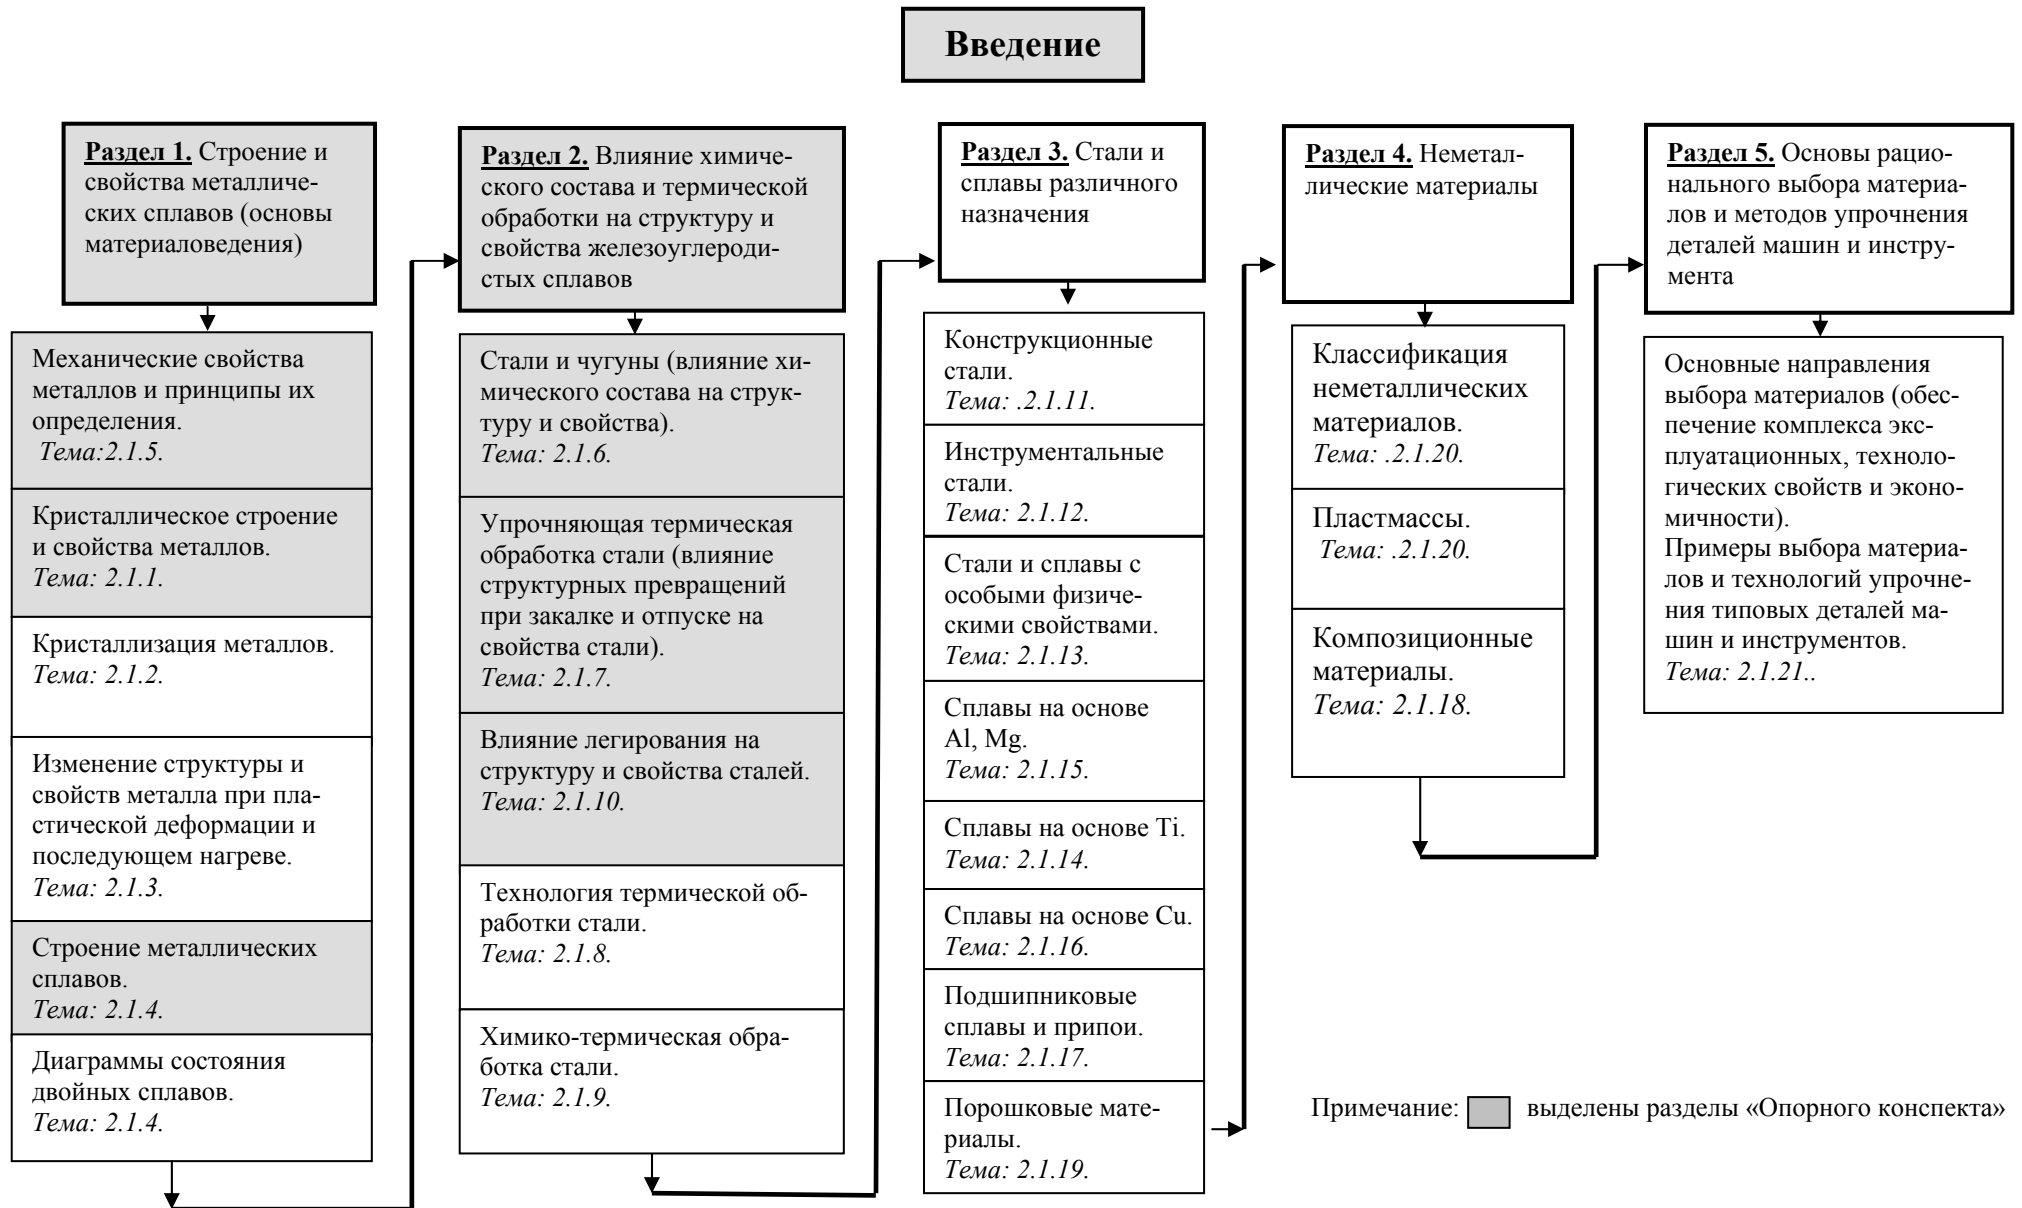 Введение
Раздел 1. Строение и
свойства металличе-
ских сплавов (основы
материаловедения)
Механические свойства
металлов и принципы их
определения.
Тема:2.1.5.
Кристаллическое строение
и свойства металлов.
Тема: 2.1.1.
Кристаллизация металлов.
Тема: 2.1.2.
Изменение структуры и
свойств металла при пла-
стической деформации и
последующем нагреве.
Тема: 2.1.3.
Строение металлических
сплавов.
Тема: 2.1.4.
Диаграммы состояния
двойных сплавов.
Тема: 2.1.4.
Раздел 2. Влияние химиче-
ского состава и термической
обработки на структуру и
свойства железоуглероди-
стых сплавов
Стали и чугуны (влияние хи-
мического состава на струк-
туру и свойства).
Тема: 2.1.6.
Упрочняющая термическая
обработка стали (влияние
структурных превращений
при закалке и отпуске на
свойства стали).
Тема: 2.1.7.
Влияние легирования на
структуру и свойства сталей.
Тема: 2.1.10.
Технология термической об-
работки стали.
Тема: 2.1.8.
Химико-термическая обра-
ботка стали.
Тема: 2.1.9.
Раздел 3. Стали и
сплавы различного
назначения
Конструкционные
стали.
Тема: .2.1.11.
Инструментальные
стали.
Тема: 2.1.12.
Стали и сплавы с
особыми физиче-
скими свойствами.
Тема: 2.1.13.
Сплавы на основе
Al, Mg.
Тема: 2.1.15.
Сплавы на основе Ti.
Тема: 2.1.14.
Сплавы на основе Cu.
Тема: 2.1.16.
Подшипниковые
сплавы и припои.
Тема: 2.1.17.
Порошковые мате-
риалы.
Тема: 2.1.19.
Раздел 4. Неметал-
лические материалы
Классификация
неметаллических
материалов.
Тема: .2.1.20.
Пластмассы.
Тема: .2.1.20.
Композиционные
материалы.
Тема: 2.1.18.
Раздел 5. Основы рацио-
нального выбора материа-
лов и методов упрочнения
деталей машин и инстру-
мента
Основные направления
выбора материалов (обес-
печение комплекса экс-
плуатационных, техноло-
гических свойств и эконо-
мичности).
Примеры выбора материа-
лов и технологий упрочне-
ния типовых деталей ма-
шин и инструментов.
Тема: 2.1.21..
Примечание: выделены разделы «Опорного конспекта»